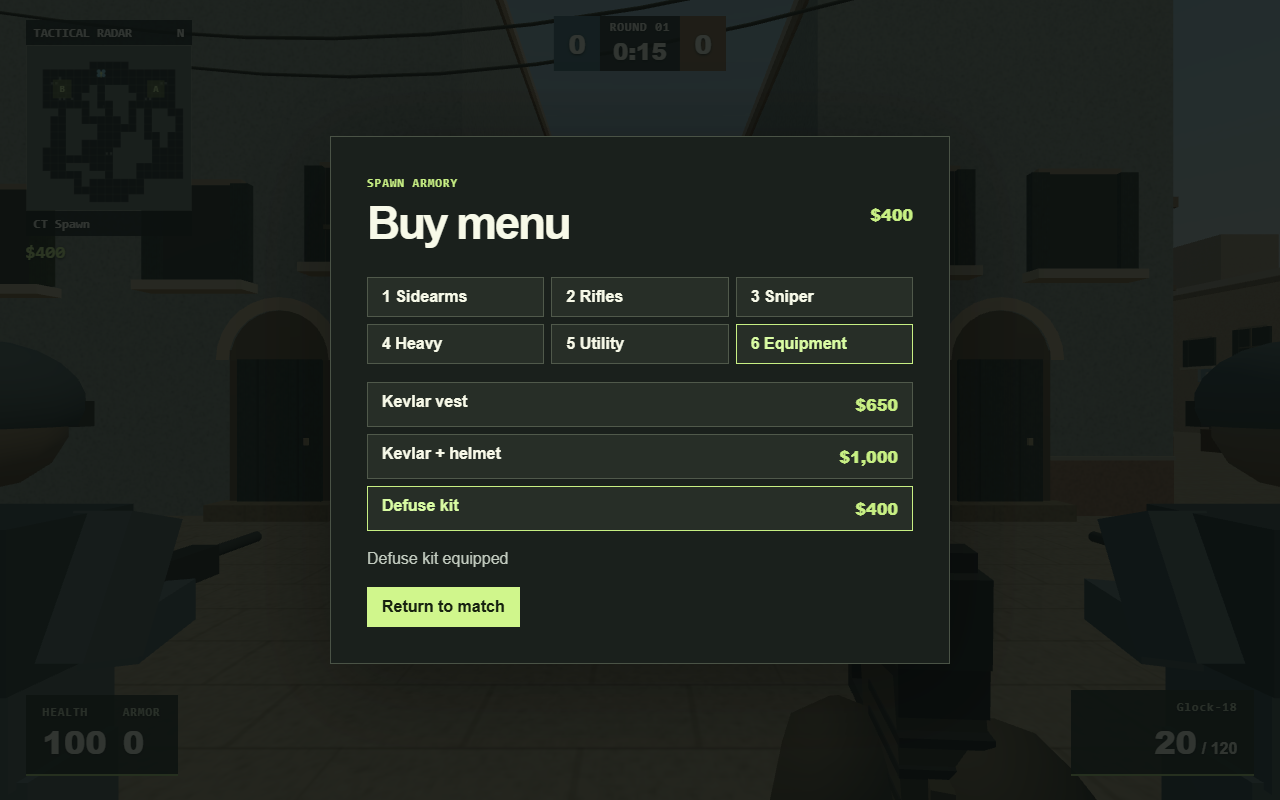 TACTICAL RADAR N
B A
CT Spawn
$400
ROUND 01
0 0:15 0
SPAWN ARMORY
Buy menu
$400
1 Sidearms
2 Rifles
3 Sniper
4 Heavy
5 Utility
6 Equipment
Kevlar vest $650
Kevlar + helmet $1,000
Defuse kit $400
Defuse kit equipped
Return to match
HEALTH ARMOR
100 0
Glock-18
20 / 120